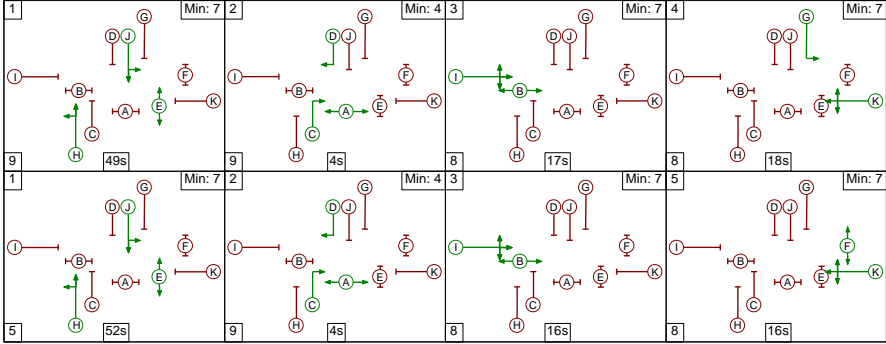 1 Min: 7
G
D J
I F
B
K
E
A
C
H
9 49s
2 Min: 4
G
D J
I F
B
K
E
A
C
H
9 4s
3 Min: 7
G
D J
I F
B
K
E
A
C
H
8 17s
4 Min: 7
G
D J
I F
B
K
E
A
C
H
8 18s
1 Min: 7
G
D J
I F
B
K
E
A
C
H
5 52s
2 Min: 4
G
D J
I F
B
K
E
A
C
H
9 4s
3 Min: 7
G
D J
I F
B
K
E
A
C
H
8 16s
5 Min: 7
G
D J
I F
B
K
E
A
C
H
8 16s